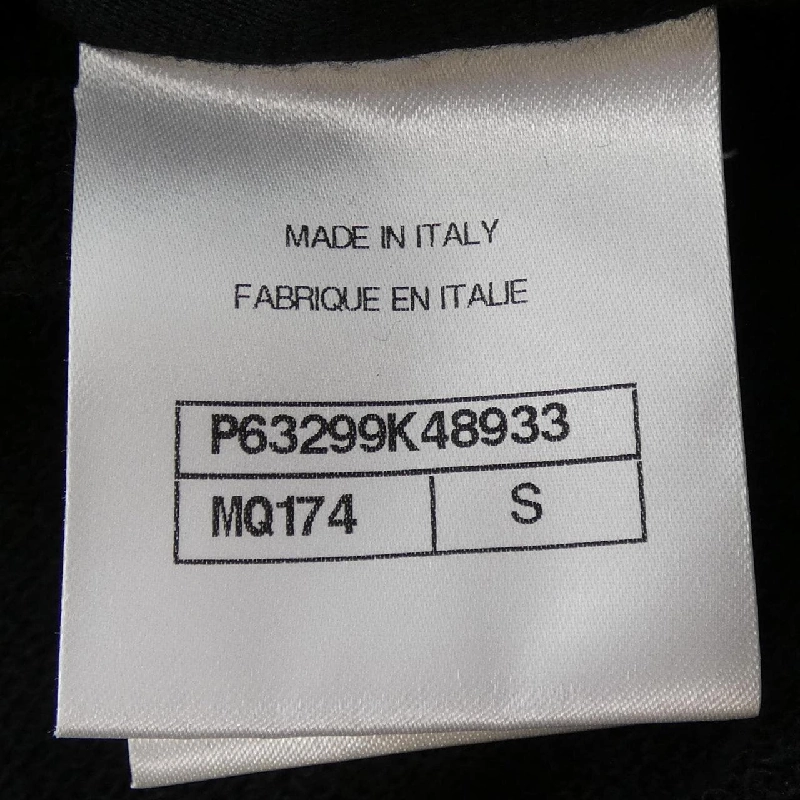 MADE IN ITALY
FABRIQUE EN ITALIE
P63299K48933
MQ174 S